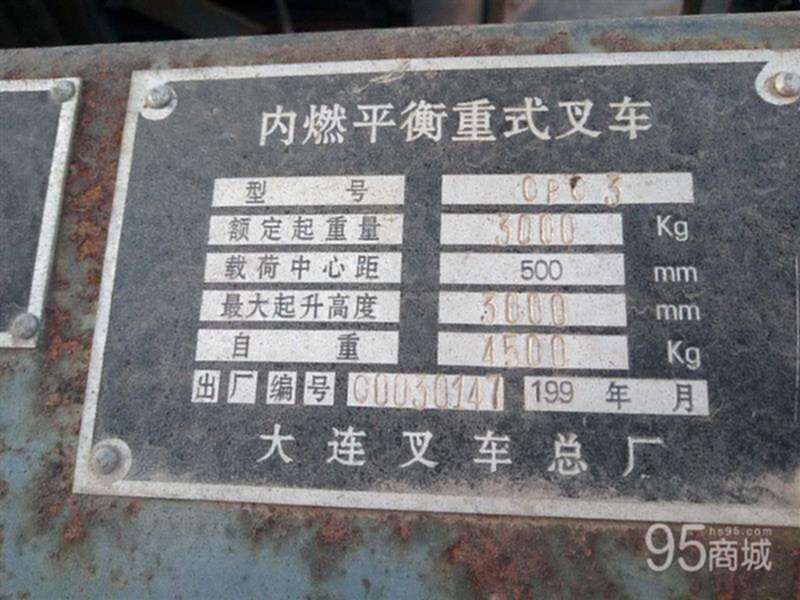 内燃平衡重式叉车
型号 CPC3
额定起重量 3000 Kg
载荷中心距 500 mm
最大起升高度 3000 mm
自重 4500 Kg
出厂编号 C0030147 199 年 月
大连叉车总厂
hs95.com
95商城